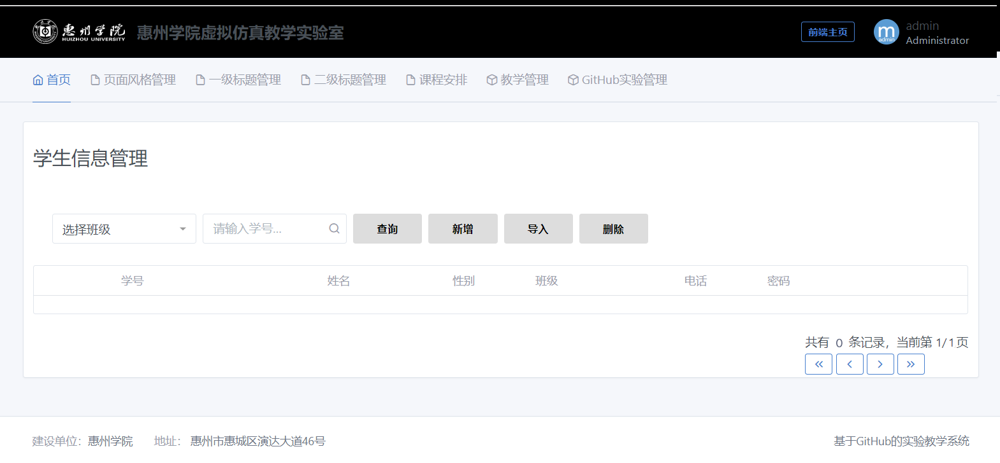 惠州学院
HUIZHOU UNIVERSITY
惠州学院虚拟仿真教学实验室
前端主页
m
admin
admin
Administrator
首页 页面风格管理 一级标题管理 二级标题管理 课程安排 教学管理 GitHub实验管理
学生信息管理
选择班级 请输入学号... 查询 新增 导入 删除
学号 姓名 性别 班级 电话 密码
共有 0 条记录，当前第 1/1页
« ‹ › »
建设单位：惠州学院 地址： 惠州市惠城区演达大道46号 基于GitHub的实验教学系统